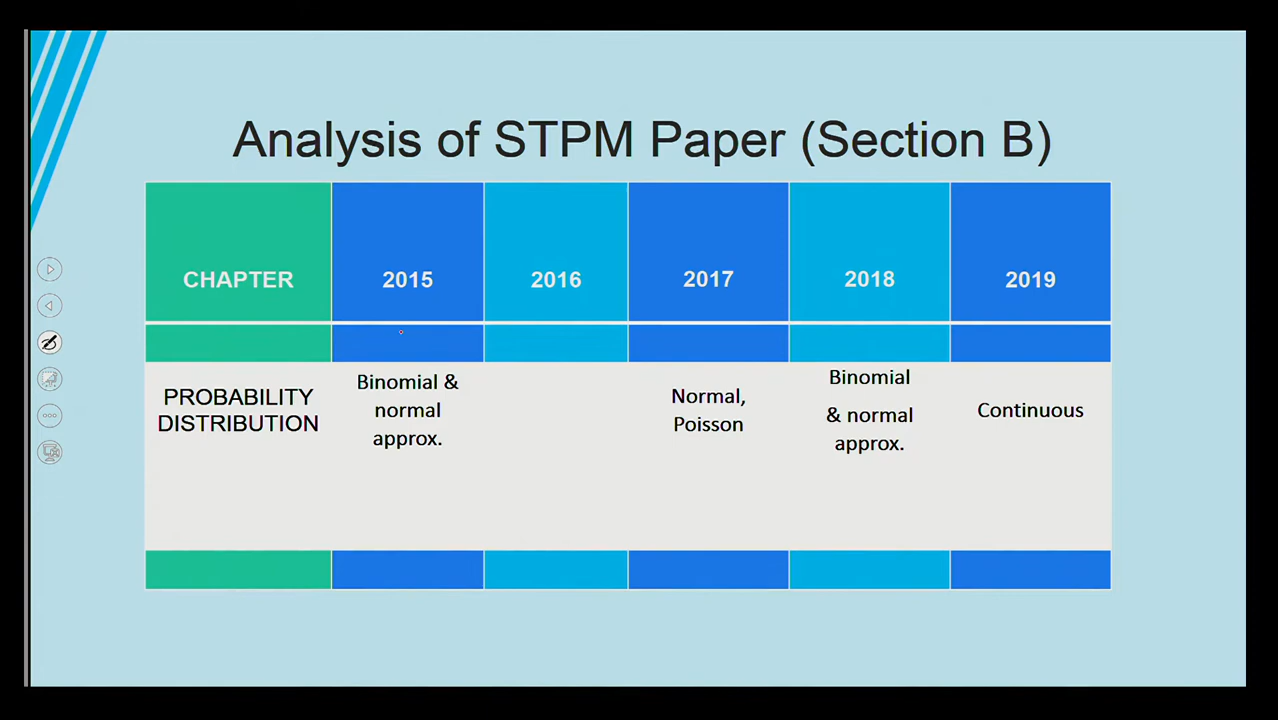 Analysis of STPM Paper (Section B)
CHAPTER 2015 2016 2017 2018 2019
PROBABILITY
DISTRIBUTION
Binomial &
normal
approx.
Normal,
Poisson
Binomial
& normal
approx.
Continuous